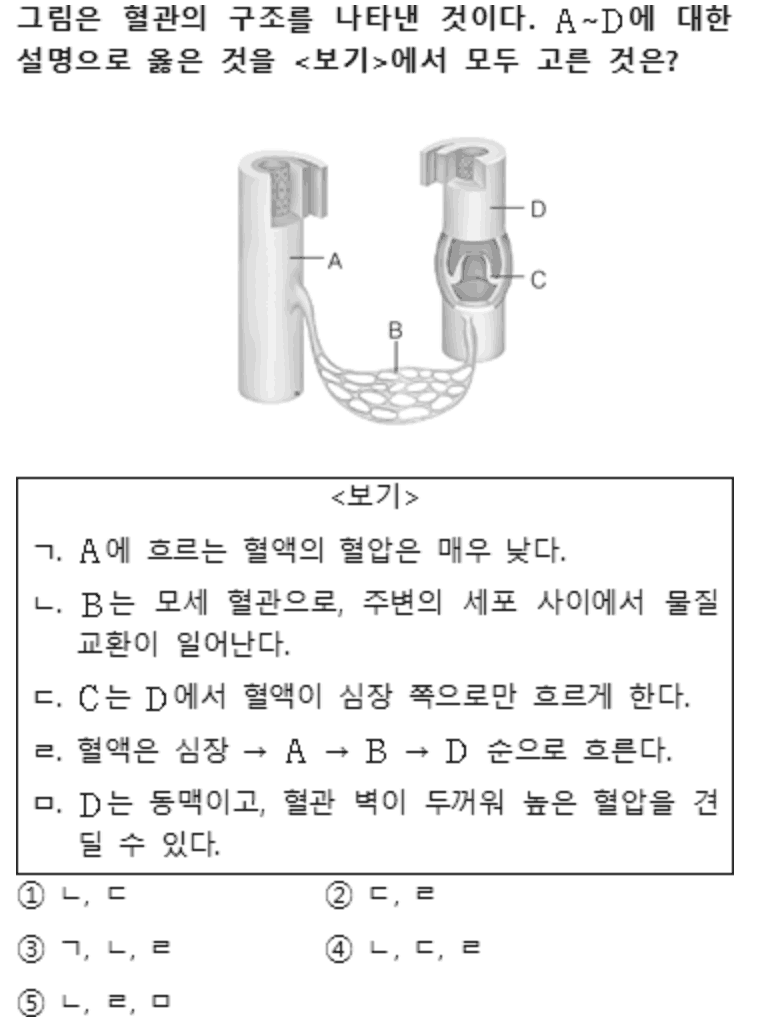 그림은 혈관의 구조를 나타낸 것이다. A~D에 대한
설명으로 옳은 것을 <보기>에서 모두 고른 것은?
D
A
C
B
<보기>
ㄱ. A에 흐르는 혈액의 혈압은 매우 낮다.
ㄴ. B는 모세 혈관으로, 주변의 세포 사이에서 물질
교환이 일어난다.
ㄷ. C는 D에서 혈액이 심장 쪽으로만 흐르게 한다.
ㄹ. 혈액은 심장 → A → B → D 순으로 흐른다.
ㅁ. D는 동맥이고, 혈관 벽이 두꺼워 높은 혈압을 견
딜 수 있다.
① ㄴ, ㄷ ② ㄷ, ㄹ
③ ㄱ, ㄴ, ㄹ ④ ㄴ, ㄷ, ㄹ
⑤ ㄴ, ㄹ, ㅁ